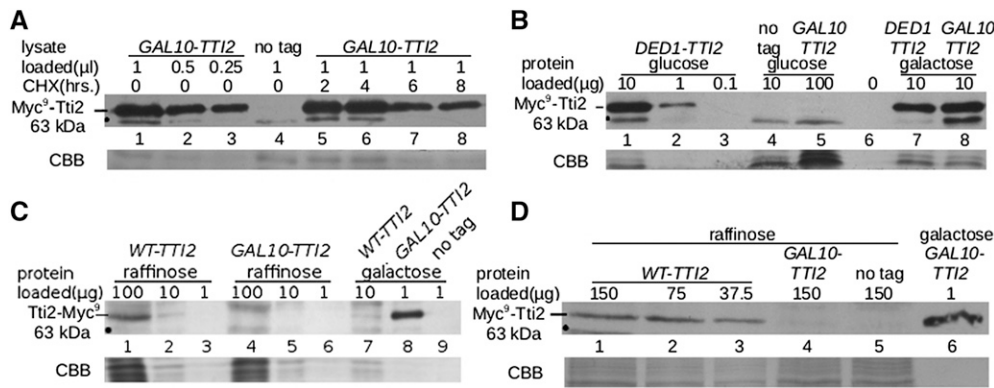 A
lysate GAL10-TTI2 no tag GAL10-TTI2
loaded(µl) 1 0.5 0.25 1 1 1 1 1
CHX(hrs.) 0 0 0 0 2 4 6 8
Myc⁹-Tti2
63 kDa
1 2 3 4 5 6 7 8
CBB
B
no GAL10 DED1 GAL10
DED1-TTI2 tag TTI2 TTI2 TTI2
protein glucose glucose galactose
loaded(µg) 10 1 0.1 10 100 0 10 10
Myc⁹-Tti2
63 kDa
1 2 3 4 5 6 7 8
CBB
C
WT-TTI2 GAL10-TTI2 WT-TTI2 GAL10-TTI2 no tag
protein raffinose raffinose galactose
loaded(µg) 100 10 1 100 10 1 10 1 1
Tti2-Myc⁹
63 kDa
1 2 3 4 5 6 7 8 9
CBB
D
raffinose galactose
GAL10- GAL10-
protein WT-TTI2 TTI2 no tag TTI2
loaded(µg) 150 75 37.5 150 150 1
Myc⁹-Tti2
63 kDa
1 2 3 4 5 6
CBB